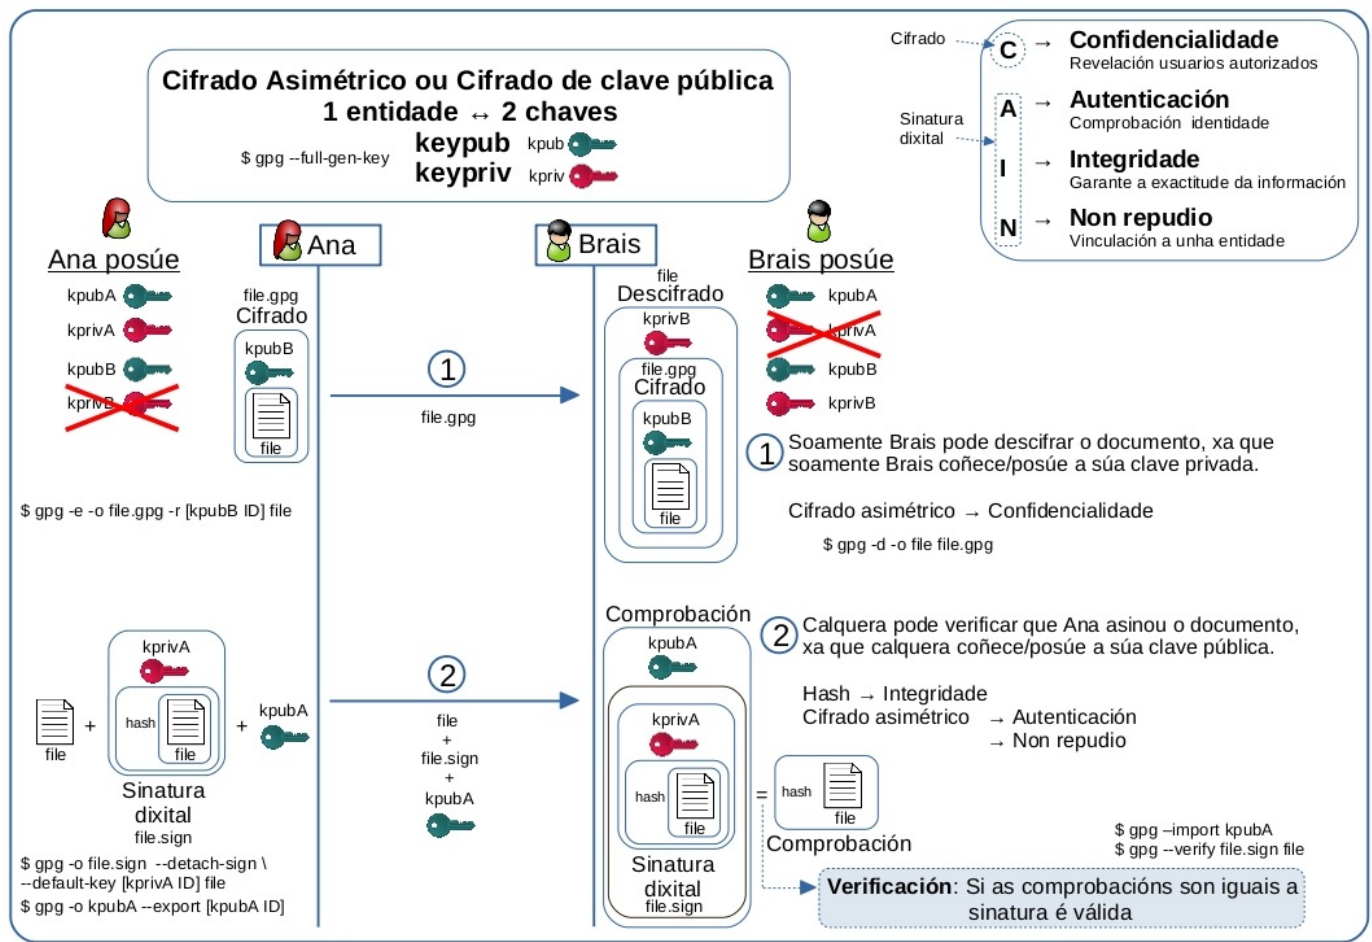 Cifrado Asimétrico ou Cifrado de clave pública
1 entidade ↔ 2 chaves
$ gpg --full-gen-key
keypub kpub
keypriv kpriv
Cifrado
Sinatura
dixital
C → Confidencialidade
Revelación usuarios autorizados
A → Autenticación
Comprobación identidade
I → Integridade
Garante a exactitude da información
N → Non repudio
Vinculación a unha entidade
Ana posúe
kpubA
kprivA
kpubB
kprivB
Ana
Brais
Brais posúe
kpubA
kprivA
kpubB
kprivB
file.gpg
Cifrado
kpubB
file
$ gpg -e -o file.gpg -r [kpubB ID] file
1
file.gpg
file
Descifrado
kprivB
file.gpg
Cifrado
kpubB
file
1
Soamente Brais pode descifrar o documento, xa que
soamente Brais coñece/posúe a súa clave privada.
Cifrado asimétrico → Confidencialidade
$ gpg -d -o file file.gpg
file
+
kprivA
hash
file
+
kpubA
Sinatura
dixital
file.sign
$ gpg -o file.sign --detach-sign \
--default-key [kprivA ID] file
$ gpg -o kpubA --export [kpubA ID]
2
file
+
file.sign
+
kpubA
Comprobación
kpubA
kprivA
hash
file
Sinatura
dixital
file.sign
=
hash
file
Comprobación
2
Calquera pode verificar que Ana asinou o documento,
xa que calquera coñece/posúe a súa clave pública.
Hash → Integridade
Cifrado asimétrico → Autenticación
→ Non repudio
$ gpg –import kpubA
$ gpg --verify file.sign file
Verificación: Si as comprobacións son iguais a
sinatura é válida